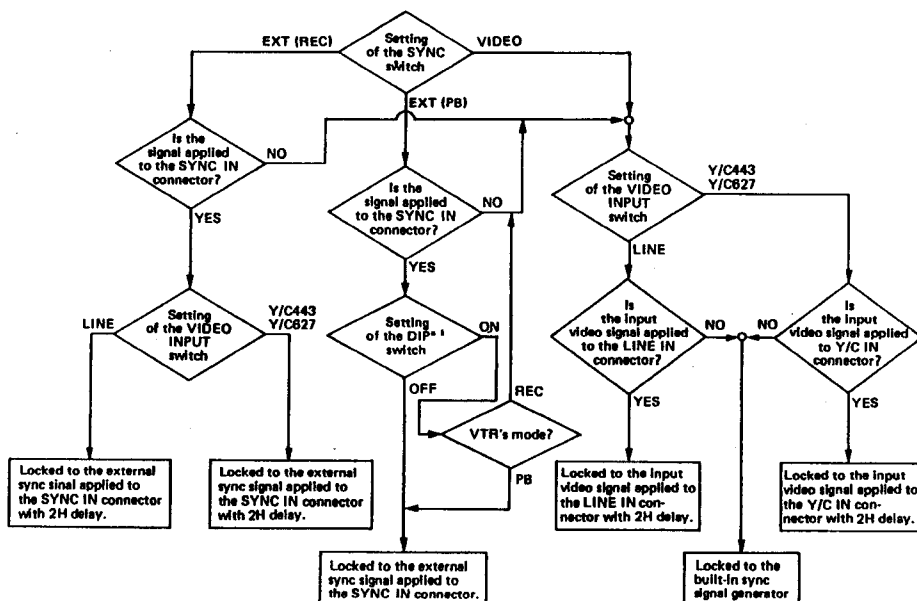 Setting
of the SYNC
switch
EXT (REC)
VIDEO
EXT (PB)
Is the
signal applied
to the SYNC IN
connector?
NO
YES
Is the
signal applied
to the SYNC IN
connector?
NO
YES
Setting
of the VIDEO
INPUT
switch
Y/C443
Y/C627
LINE
Setting
of the VIDEO
INPUT
switch
LINE
Y/C443
Y/C627
Setting
of the DIP
switch
ON
OFF
VTR's mode?
REC
PB
Is
the input
video signal applied
to the LINE IN
connector?
NO
YES
Is
the input
video signal applied
to Y/C IN
connector?
NO
YES
Locked to the external
sync sinal applied to
the SYNC IN connector
with 2H delay.
Locked to the external
sync signal applied to
the SYNC IN connector
with 2H delay.
Locked to the external
sync signal applied to
the SYNC IN connector.
Locked to the input
video signal applied to
the LINE IN con-
nector with 2H delay.
Locked to the input
video signal applied to
the Y/C IN con-
nector with 2H delay.
Locked to the
built-in sync
signal generator